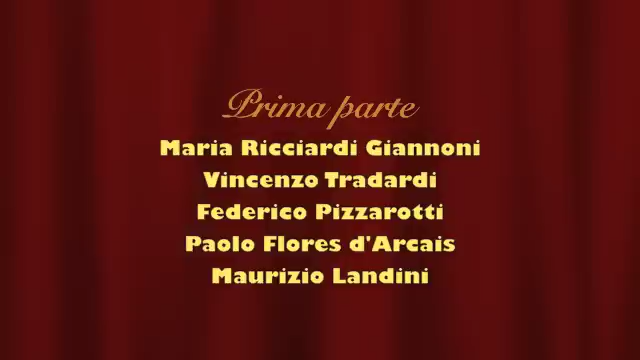 Prima parte
Maria Ricciardi Giannoni
Vincenzo Tradardi
Federico Pizzarotti
Paolo Flores d'Arcais
Maurizio Landini